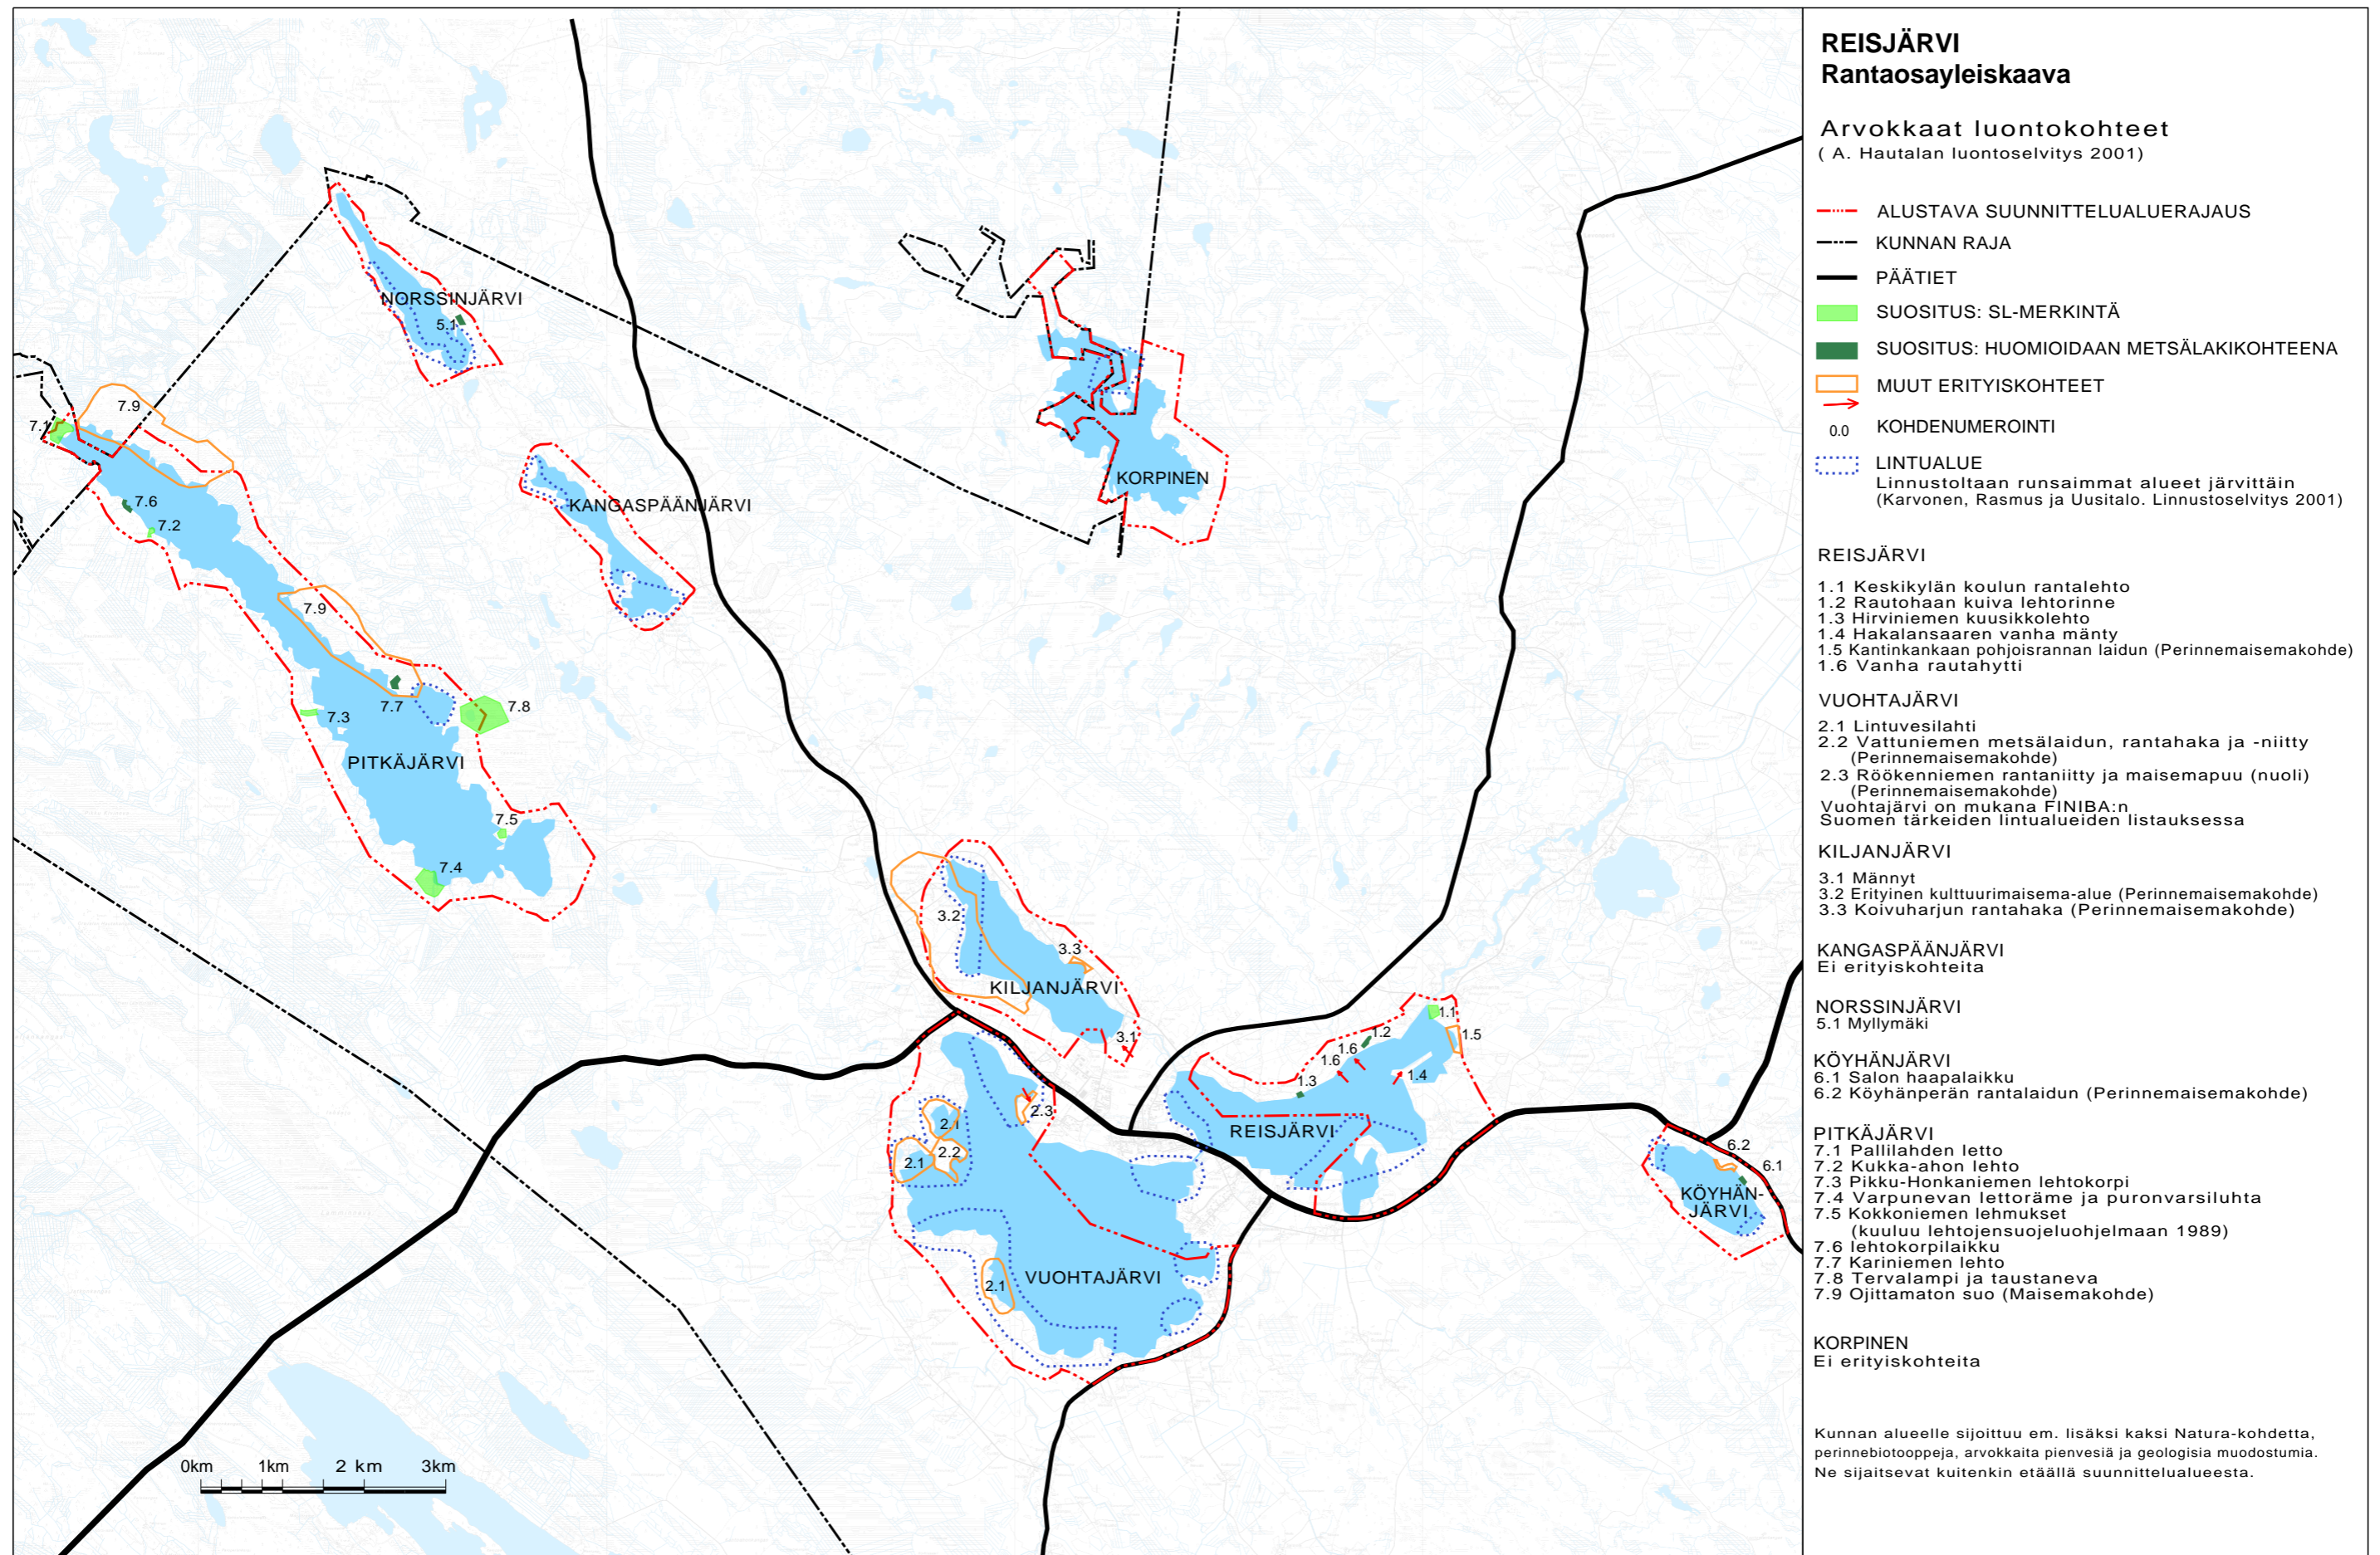 REISJÄRVI
Rantaosayleiskaava
Arvokkaat luontokohteet
( A. Hautalan luontoselvitys 2001)
ALUSTAVA SUUNNITTELUALUERAJAUS
KUNNAN RAJA
PÄÄTIET
SUOSITUS: SL-MERKINTÄ
SUOSITUS: HUOMIOIDAAN METSÄLAKIKOHTEENA
MUUT ERITYISKOHTEET
0.0 KOHDENUMEROINTI
LINTUALUE
Linnustoltaan runsaimmat alueet järvittäin
(Karvonen, Rasmus ja Uusitalo. Linnustoselvitys 2001)
REISJÄRVI
1.1 Keskikylän koulun rantalehto
1.2 Rautohaan kuiva lehtorinne
1.3 Hirviniemen kuusikkolehto
1.4 Hakalansaaren vanha mänty
1.5 Kantinkankaan pohjoisrannan laidun (Perinnemaisemakohde)
1.6 Vanha rautahytti
VUOHTAJÄRVI
2.1 Lintuvesilahti
2.2 Vattuniemen metsälaidun, rantahaka ja -niitty
(Perinnemaisemakohde)
2.3 Röökenniemen rantaniitty ja maisemapuu (nuoli)
(Perinnemaisemakohde)
Vuohtajärvi on mukana FINIBA:n
Suomen tärkeiden lintualueiden listauksessa
KILJANJÄRVI
3.1 Männyt
3.2 Erityinen kulttuurimaisema-alue (Perinnemaisemakohde)
3.3 Koivuharjun rantahaka (Perinnemaisemakohde)
KANGASPÄÄNJÄRVI
Ei erityiskohteita
NORSSINJÄRVI
5.1 Myllymäki
KÖYHÄNJÄRVI
6.1 Salon haapalaikku
6.2 Köyhänperän rantalaidun (Perinnemaisemakohde)
PITKÄJÄRVI
7.1 Pallilahden letto
7.2 Kukka-ahon lehto
7.3 Pikku-Honkaniemen lehtokorpi
7.4 Varpunevan lettoräme ja puronvarsiluhta
7.5 Kokkoniemen lehmukset
(kuuluu lehtojensuojeluohjelmaan 1989)
7.6 lehtokorpilaikku
7.7 Kariniemen lehto
7.8 Tervalampi ja taustaneva
7.9 Ojittamaton suo (Maisemakohde)
KORPINEN
Ei erityiskohteita
Kunnan alueelle sijoittuu em. lisäksi kaksi Natura-kohdetta,
perinnebiotooppeja, arvokkaita pienvesiä ja geologisia muodostumia.
Ne sijaitsevat kuitenkin etäällä suunnittelualueesta.
NORSSINJÄRVI
5.1
7.9
7.1
7.6
7.2
KANGASPÄÄNJÄRVI
KORPINEN
7.9
7.7
7.8
7.3
PITKÄJÄRVI
7.5
7.4
3.2
3.3
KILJANJÄRVI
3.1
1.1
1.2
1.5
1.6
1.6
1.3
1.4
REISJÄRVI
2.3
2.1
2.2
2.1
VUOHTAJÄRVI
2.1
6.2
6.1
KÖYHÄN-
JÄRVI
0km 1km 2 km 3km